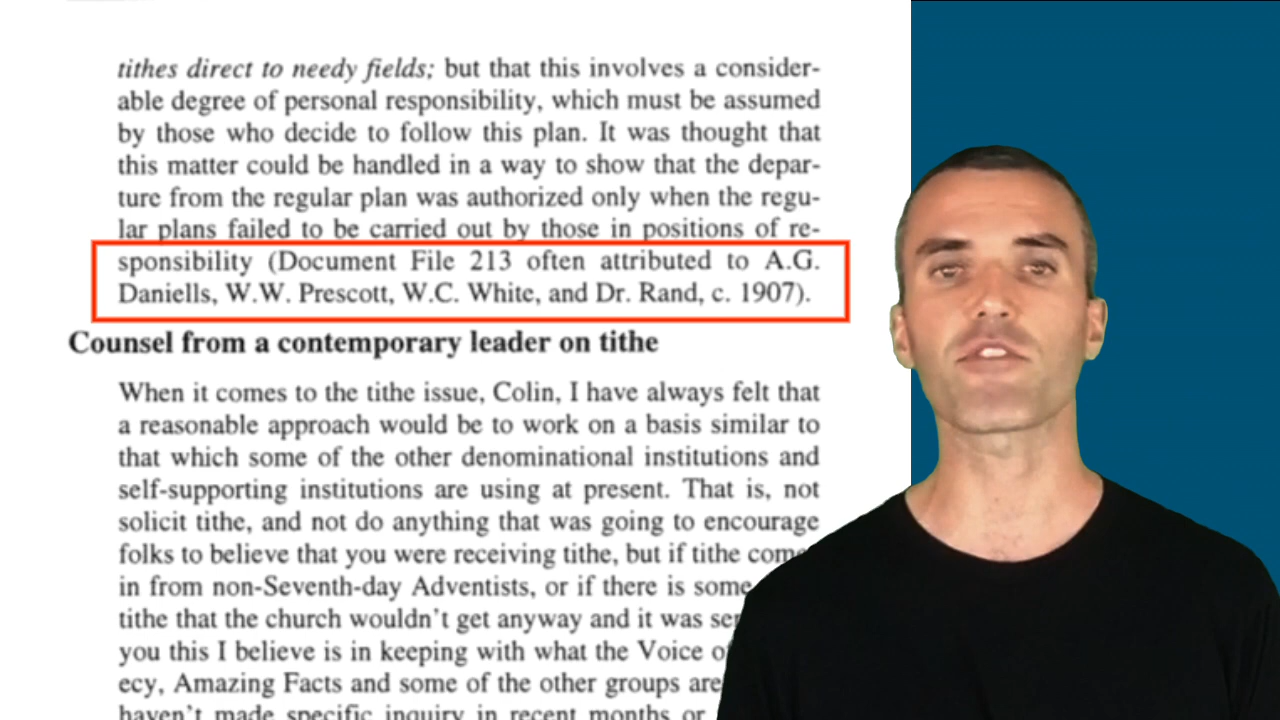 tithes direct to needy fields; but that this involves a consider-
able degree of personal responsibility, which must be assumed
by those who decide to follow this plan. It was thought that
this matter could be handled in a way to show that the depar-
ture from the regular plan was authorized only when the regu-
lar plans failed to be carried out by those in positions of re-
sponsibility (Document File 213 often attributed to A.G.
Daniells, W.W. Prescott, W.C. White, and Dr. Rand, c. 1907).
Counsel from a contemporary leader on tithe
When it comes to the tithe issue, Colin, I have always felt that
a reasonable approach would be to work on a basis similar to
that which some of the other denominational institutions and
self-supporting institutions are using at present. That is, not
solicit tithe, and not do anything that was going to encourage
folks to believe that you were receiving tithe, but if tithe
in from non-Seventh-day Adventists, or if there is some
tithe that the church wouldn't get anyway and it was
you this I believe is in keeping with what the Voice
ecy, Amazing Facts and some of the other groups are
haven't made specific inquiry in recent months or